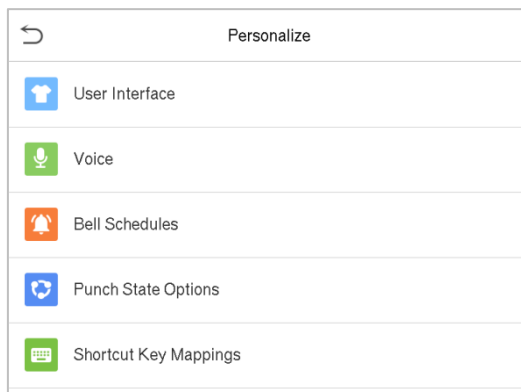 Personalize
User Interface
Voice
Bell Schedules
Punch State Options
Shortcut Key Mappings